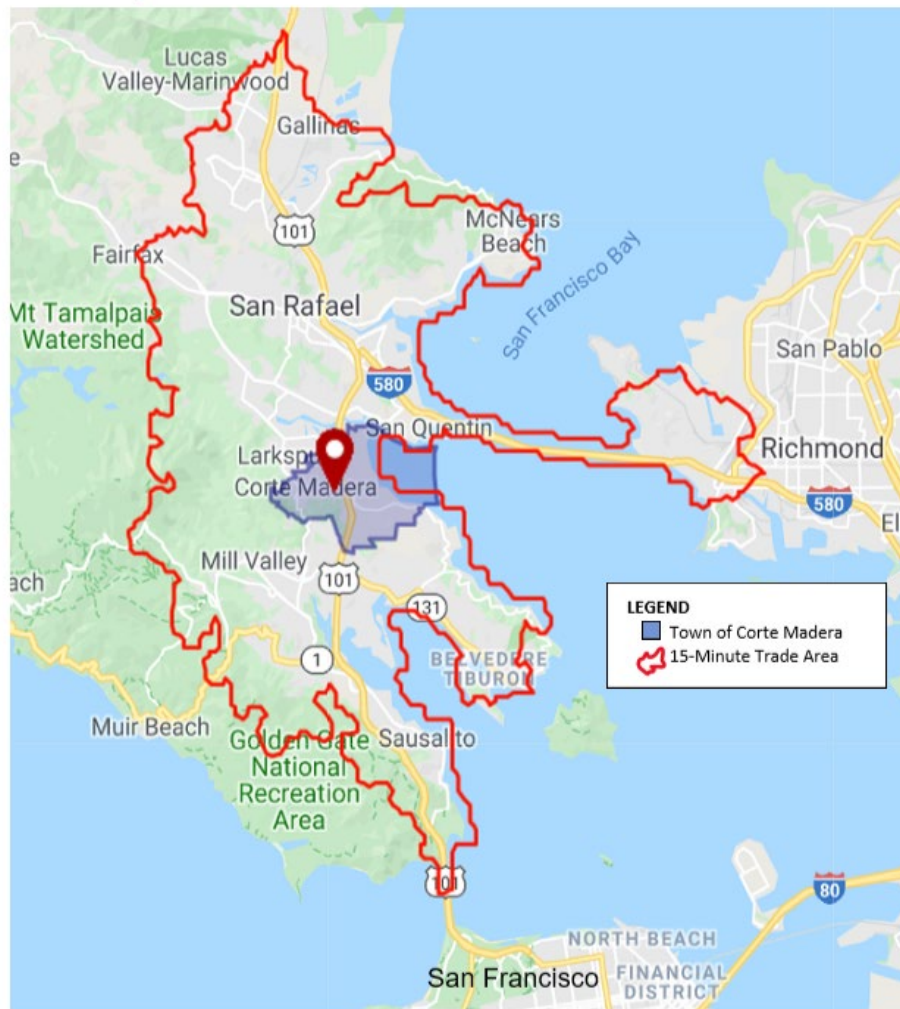 Lucas
Valley-Marinwood
Gallinas
e
101
McNears
Beach
Fairfax
San Francisco Bay
San Rafael
Mt Tamalpais
Watershed
San Pablo
580
San Quentin
Richmond
Larkspu
Corte Madera
580
El
Mill Valley
ach
101
131
LEGEND
Town of Corte Madera
15-Minute Trade Area
1
BELVEDERE
TIBURON
Muir Beach
Sausalito
Golden Gate
National
Recreation
Area
101
80
NORTH BEACH
San Francisco
FINANCIAL
DISTRICT